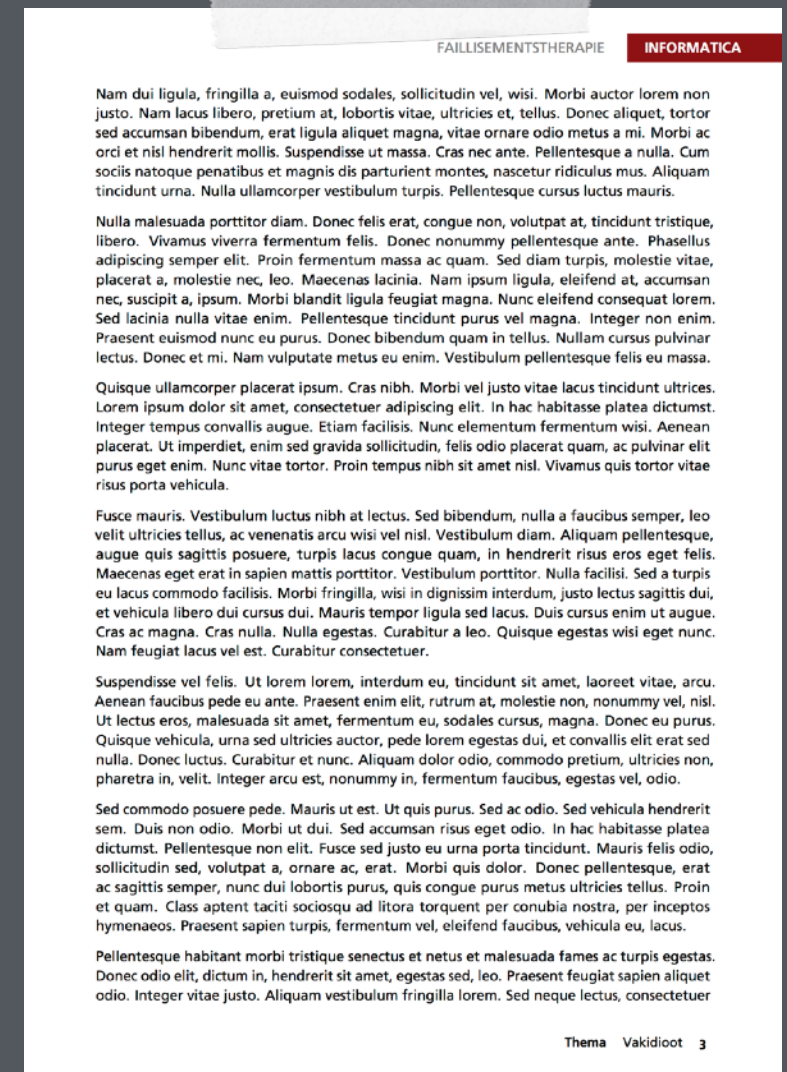 FAILLISEMENTSTHERAPIE INFORMATICA
Nam dui ligula, fringilla a, euismod sodales, sollicitudin vel, wisi. Morbi auctor lorem non
justo. Nam lacus libero, pretium at, lobortis vitae, ultricies et, tellus. Donec aliquet, tortor
sed accumsan bibendum, erat ligula aliquet magna, vitae ornare odio metus a mi. Morbi ac
orci et nisl hendrerit mollis. Suspendisse ut massa. Cras nec ante. Pellentesque a nulla. Cum
sociis natoque penatibus et magnis dis parturient montes, nascetur ridiculus mus. Aliquam
tincidunt urna. Nulla ullamcorper vestibulum turpis. Pellentesque cursus luctus mauris.
Nulla malesuada porttitor diam. Donec felis erat, congue non, volutpat at, tincidunt tristique,
libero. Vivamus viverra fermentum felis. Donec nonummy pellentesque ante. Phasellus
adipiscing semper elit. Proin fermentum massa ac quam. Sed diam turpis, molestie vitae,
placerat a, molestie nec, leo. Maecenas lacinia. Nam ipsum ligula, eleifend at, accumsan
nec, suscipit a, ipsum. Morbi blandit ligula feugiat magna. Nunc eleifend consequat lorem.
Sed lacinia nulla vitae enim. Pellentesque tincidunt purus vel magna. Integer non enim.
Praesent euismod nunc eu purus. Donec bibendum quam in tellus. Nullam cursus pulvinar
lectus. Donec et mi. Nam vulputate metus eu enim. Vestibulum pellentesque felis eu massa.
Quisque ullamcorper placerat ipsum. Cras nibh. Morbi vel justo vitae lacus tincidunt ultrices.
Lorem ipsum dolor sit amet, consectetuer adipiscing elit. In hac habitasse platea dictumst.
Integer tempus convallis augue. Etiam facilisis. Nunc elementum fermentum wisi. Aenean
placerat. Ut imperdiet, enim sed gravida sollicitudin, felis odio placerat quam, ac pulvinar elit
purus eget enim. Nunc vitae tortor. Proin tempus nibh sit amet nisl. Vivamus quis tortor vitae
risus porta vehicula.
Fusce mauris. Vestibulum luctus nibh at lectus. Sed bibendum, nulla a faucibus semper, leo
velit ultricies tellus, ac venenatis arcu wisi vel nisl. Vestibulum diam. Aliquam pellentesque,
augue quis sagittis posuere, turpis lacus congue quam, in hendrerit risus eros eget felis.
Maecenas eget erat in sapien mattis porttitor. Vestibulum porttitor. Nulla facilisi. Sed a turpis
eu lacus commodo facilisis. Morbi fringilla, wisi in dignissim interdum, justo lectus sagittis dui,
et vehicula libero dui cursus dui. Mauris tempor ligula sed lacus. Duis cursus enim ut augue.
Cras ac magna. Cras nulla. Nulla egestas. Curabitur a leo. Quisque egestas wisi eget nunc.
Nam feugiat lacus vel est. Curabitur consectetuer.
Suspendisse vel felis. Ut lorem lorem, interdum eu, tincidunt sit amet, laoreet vitae, arcu.
Aenean faucibus pede eu ante. Praesent enim elit, rutrum at, molestie non, nonummy vel, nisl.
Ut lectus eros, malesuada sit amet, fermentum eu, sodales cursus, magna. Donec eu purus.
Quisque vehicula, urna sed ultricies auctor, pede lorem egestas dui, et convallis elit erat sed
nulla. Donec luctus. Curabitur et nunc. Aliquam dolor odio, commodo pretium, ultricies non,
pharetra in, velit. Integer arcu est, nonummy in, fermentum faucibus, egestas vel, odio.
Sed commodo posuere pede. Mauris ut est. Ut quis purus. Sed ac odio. Sed vehicula hendrerit
sem. Duis non odio. Morbi ut dui. Sed accumsan risus eget odio. In hac habitasse platea
dictumst. Pellentesque non elit. Fusce sed justo eu urna porta tincidunt. Mauris felis odio,
sollicitudin sed, volutpat a, ornare ac, erat. Morbi quis dolor. Donec pellentesque, erat
ac sagittis semper, nunc dui lobortis purus, quis congue purus metus ultricies tellus. Proin
et quam. Class aptent taciti sociosqu ad litora torquent per conubia nostra, per inceptos
hymenaeos. Praesent sapien turpis, fermentum vel, eleifend faucibus, vehicula eu, lacus.
Pellentesque habitant morbi tristique senectus et netus et malesuada fames ac turpis egestas.
Donec odio elit, dictum in, hendrerit sit amet, egestas sed, leo. Praesent feugiat sapien aliquet
odio. Integer vitae justo. Aliquam vestibulum fringilla lorem. Sed neque lectus, consectetuer
Thema Vakidioot 3